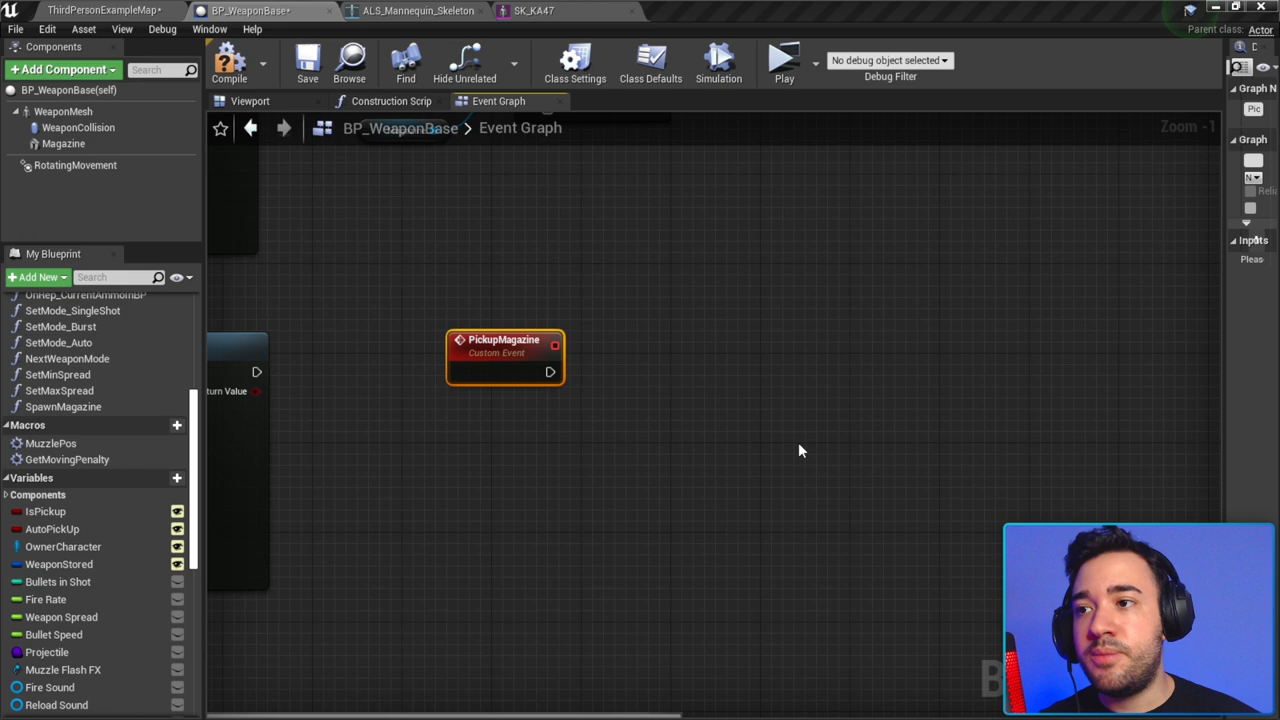 ThirdPersonExampleMap*
BP_WeaponBase*
ALS_Mannequin_Skeleton
SK_KA47
File Edit Asset View Debug Window Help
Parent class: Actor
Components
Add Component
Search
BP_WeaponBase(self)
WeaponMesh
WeaponCollision
Magazine
RotatingMovement
Compile
Save
Browse
Find
Hide Unrelated
Class Settings
Class Defaults
Simulation
Play
No debug object selected
Debug Filter
Viewport
Construction Scrip
Event Graph
BP_WeaponBase > Event Graph
Zoom -1
My Blueprint
Add New
Search
OnRep_CurrentAmmoInBP
SetMode_SingleShot
SetMode_Burst
SetMode_Auto
NextWeaponMode
SetMinSpread
SetMaxSpread
SpawnMagazine
Macros
MuzzlePos
GetMovingPenalty
Variables
Components
IsPickup
AutoPickUp
OwnerCharacter
WeaponStored
Bullets in Shot
Fire Rate
Weapon Spread
Bullet Speed
Projectile
Muzzle Flash FX
Fire Sound
Reload Sound
turn Value
PickupMagazine
Custom Event
D
Graph N
Pic
Graph
N
Relia
Inputs
Pleas
B